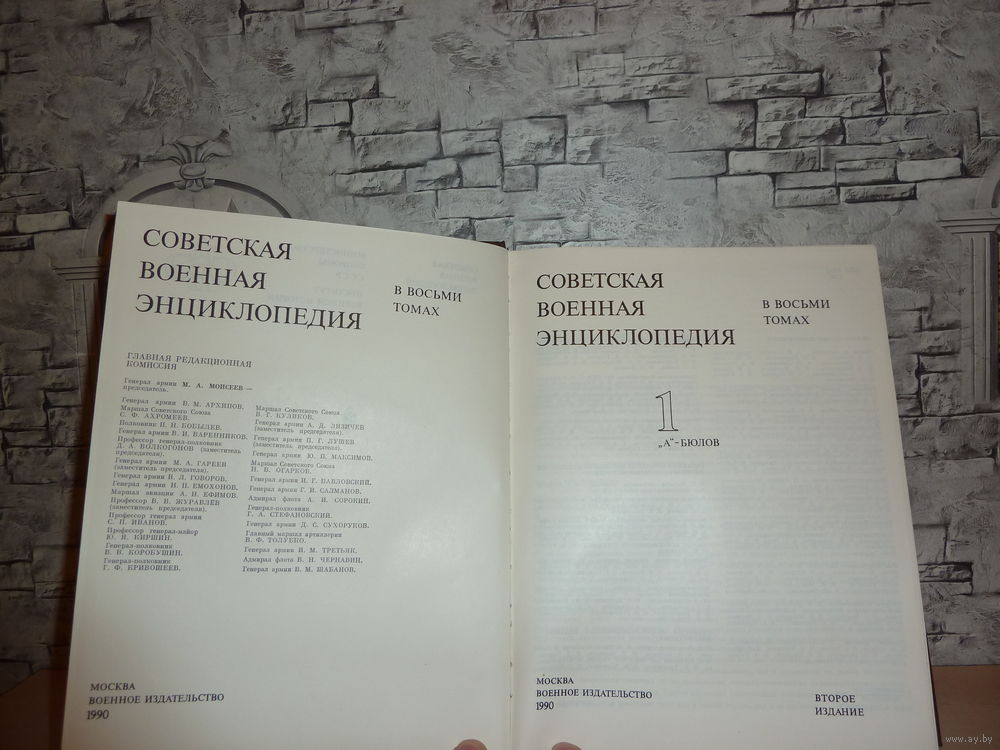 СОВЕТСКАЯ
ВОЕННАЯ
ЭНЦИКЛОПЕДИЯ
В ВОСЬМИ
ТОМАХ
ГЛАВНАЯ РЕДАКЦИОННАЯ
КОМИССИЯ
Генерал армии М. А. МОИСЕЕВ —
председатель.
Генерал армии В. М. АРХИПОВ.
Маршал Советского Союза
С. Ф. АХРОМЕЕВ.
Полковник П. Н. БОБЫЛЕВ.
Генерал армии В. И. ВАРЕННИКОВ.
Профессор генерал-полковник
Д. А. ВОЛКОГОНОВ (заместитель
председателя).
Генерал армии М. А. ГАРЕЕВ
(заместитель председателя).
Генерал армии В. Л. ГОВОРОВ.
Генерал армии Н. П. ЕМОХОНОВ.
Маршал авиации А. Н. ЕФИМОВ.
Профессор В. В. ЖУРАВЛЕВ
(заместитель председателя).
Профессор генерал армии
С. П. ИВАНОВ.
Профессор генерал-майор
Ю. Я. КИРШИН.
Генерал-полковник
В. В. КОРОБУШИН.
Генерал-полковник
Г. Ф. КРИВОШЕЕВ.
Маршал Советского Союза
В. Г. КУЛИКОВ.
Генерал армии А. Д. ЛИЗИЧЕВ
(заместитель председателя).
Генерал армии П. Г. ЛУШЕВ
(заместитель председателя).
Генерал армии Ю. П. МАКСИМОВ.
Маршал Советского Союза
Н. В. ОГАРКОВ.
Генерал армии И. Г. ПАВЛОВСКИЙ.
Генерал армии Г. И. САЛМАНОВ.
Адмирал флота А. И. СОРОКИН.
Генерал-полковник
Г. А. СТЕФАНОВСКИЙ.
Генерал армии Д. С. СУХОРУКОВ.
Главный маршал артиллерии
В. Ф. ТОЛУБКО.
Генерал армии И. М. ТРЕТЬЯК.
Адмирал флота В. Н. ЧЕРНАВИН.
Генерал армии В. М. ШАБАНОВ.
МОСКВА
ВОЕННОЕ ИЗДАТЕЛЬСТВО
1990
СОВЕТСКАЯ
ВОЕННАЯ
ЭНЦИКЛОПЕДИЯ
В ВОСЬМИ
ТОМАХ
1
„А“-БЮЛОВ
МОСКВА
ВОЕННОЕ ИЗДАТЕЛЬСТВО
1990
ВТОРОЕ
ИЗДАНИЕ
www.ay.by